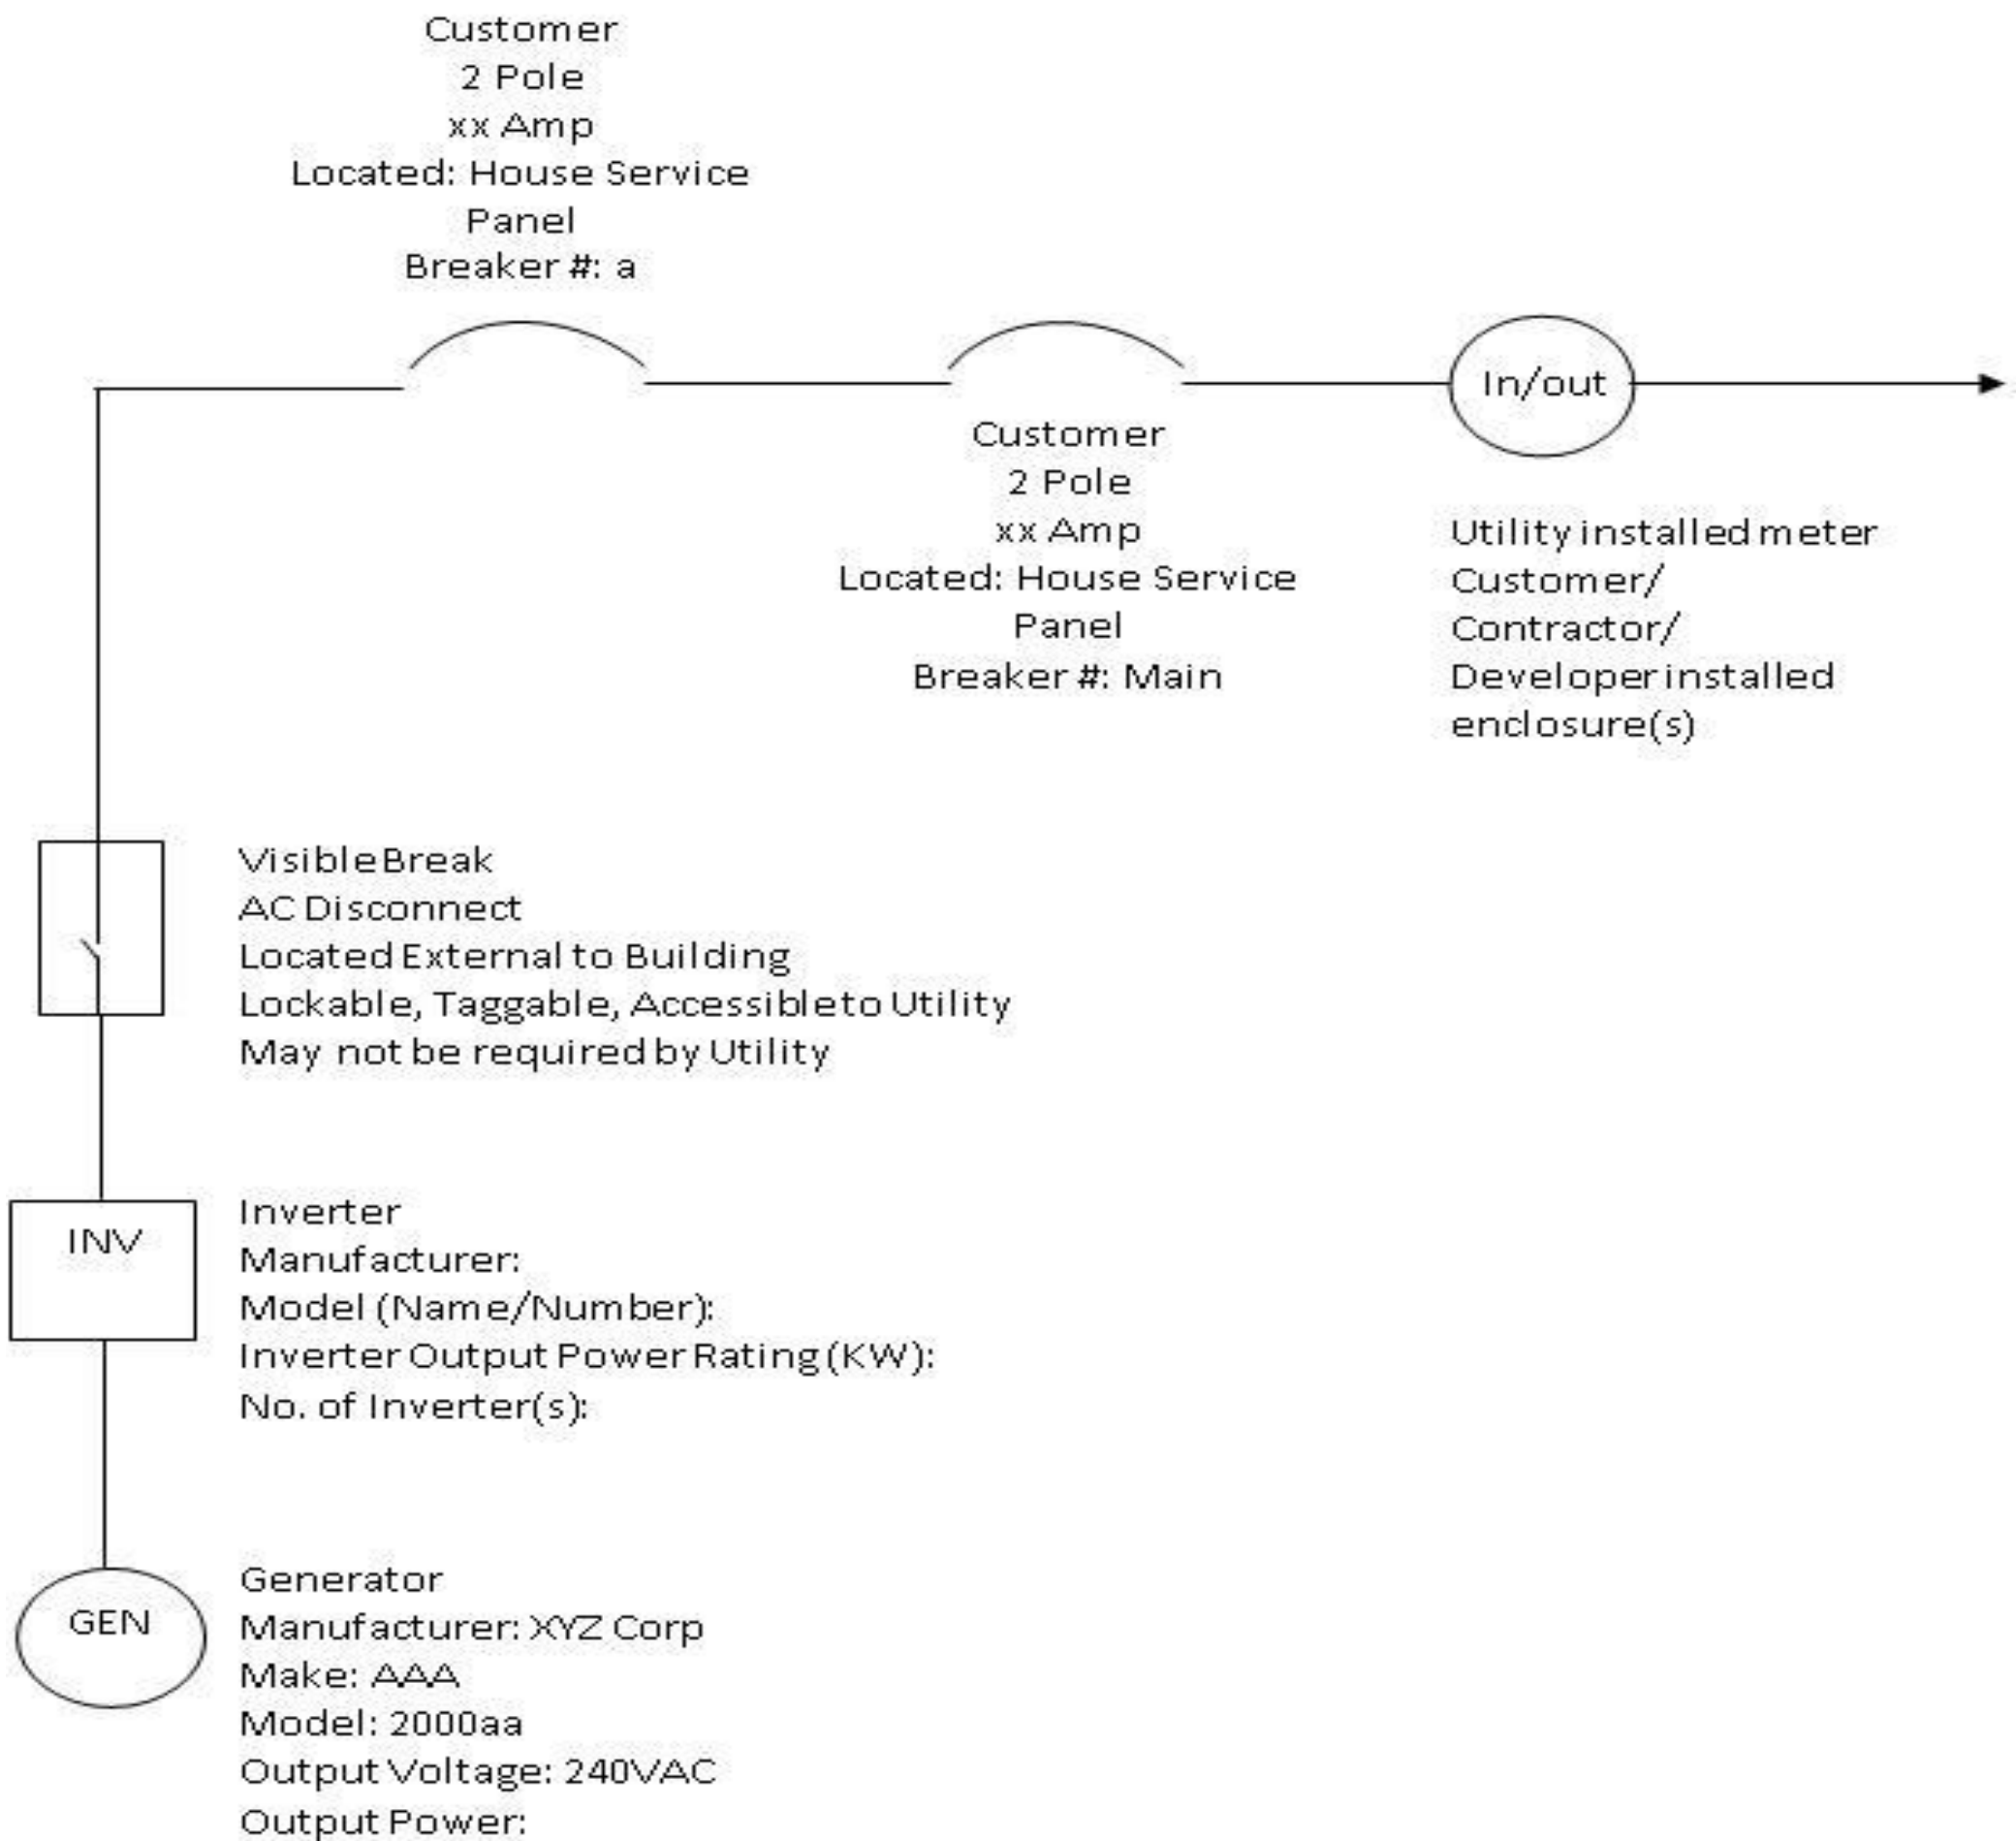 Customer
2 Pole
xx Amp
Located: House Service
Panel
Breaker #: a
In/out
Customer
2 Pole
xx Amp
Located: House Service
Panel
Breaker #: Main
Utility installed meter
Customer/
Contractor/
Developer installed
enclosure(s)
Visible Break
AC Disconnect
Located External to Building
Lockable, Taggable, Accessible to Utility
May not be required by Utility
INV
Inverter
Manufacturer:
Model (Name/Number):
Inverter Output Power Rating (KW):
No. of Inverter(s):
GEN
Generator
Manufacturer: XYZ Corp
Make: AAA
Model: 2000aa
Output Voltage: 240VAC
Output Power: